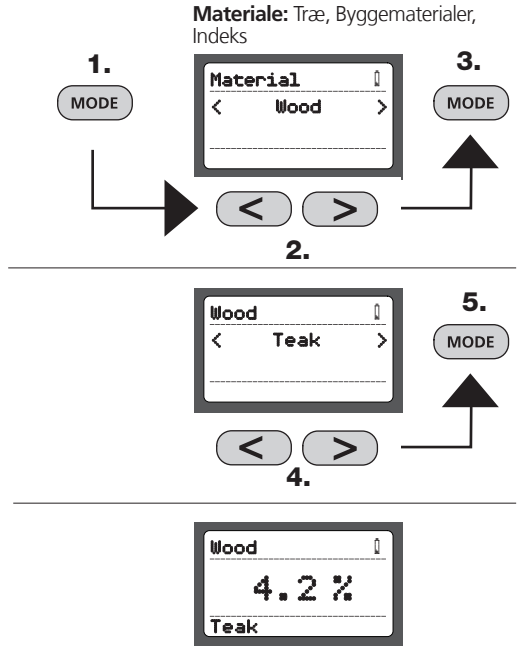 Materiale: Træ, Byggematerialer,
Indeks
1.
MODE
Material
< Wood >
3.
MODE
< >
2.
Wood
< Teak >
5.
MODE
< >
4.
Wood
4.2 %
Teak